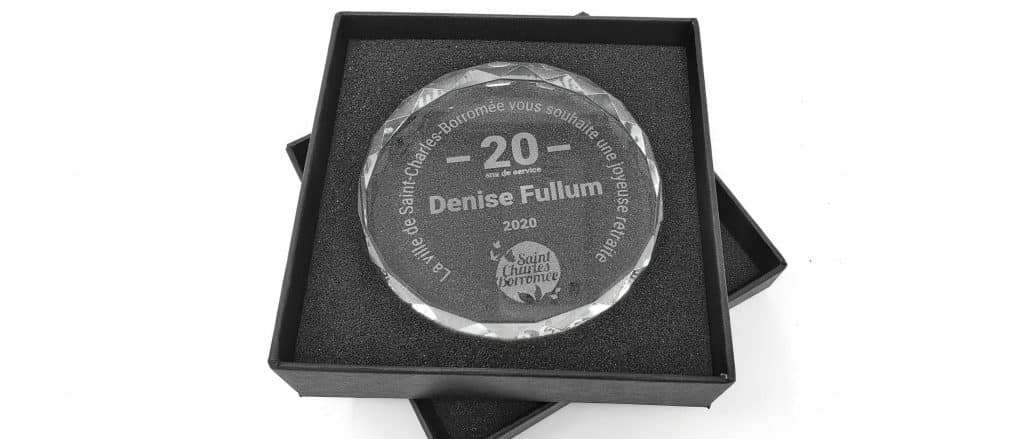 La ville de Saint-Charles-Borromée vous souhaite une joyeuse retraite
– 20 –
ans de service
Denise Fullum
2020
Saint
Charles
Borromée